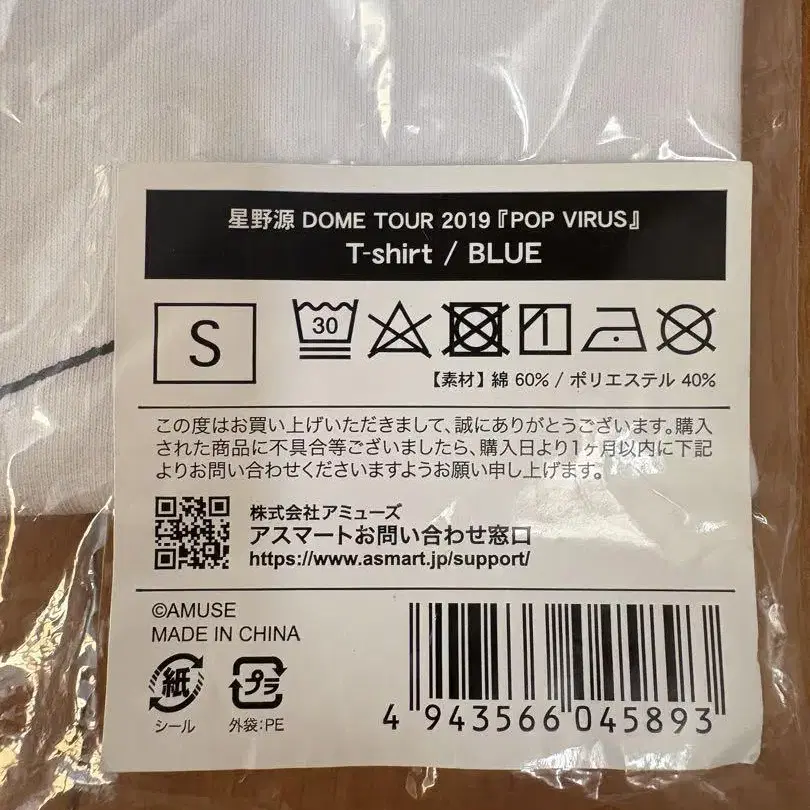 星野源 DOME TOUR 2019『POP VIRUS』
T-shirt / BLUE
S
30
【素材】綿 60% / ポリエステル 40%
この度はお買い上げいただきまして、誠にありがとうございます。購入
された商品に不具合等ございましたら、購入日より1ヶ月以内に下記
よりお問い合わせくださいますようお願い申し上げます。
株式会社アミューズ
アスマートお問い合わせ窓口
https://www.asmart.jp/support/
©AMUSE
MADE IN CHINA
紙
シール
プラ
外袋:PE
4 943566 045893